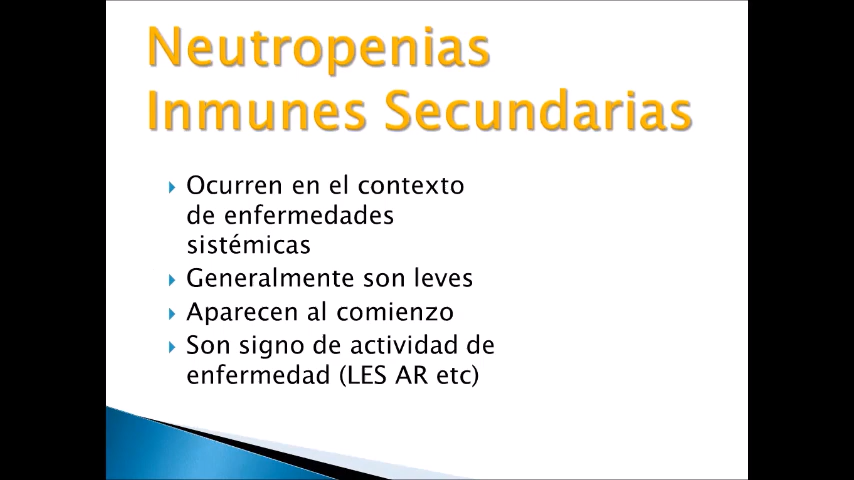 Neutropenias
Inmunes Secundarias
Ocurren en el contexto
de enfermedades
sistémicas
Generalmente son leves
Aparecen al comienzo
Son signo de actividad de
enfermedad (LES AR etc)